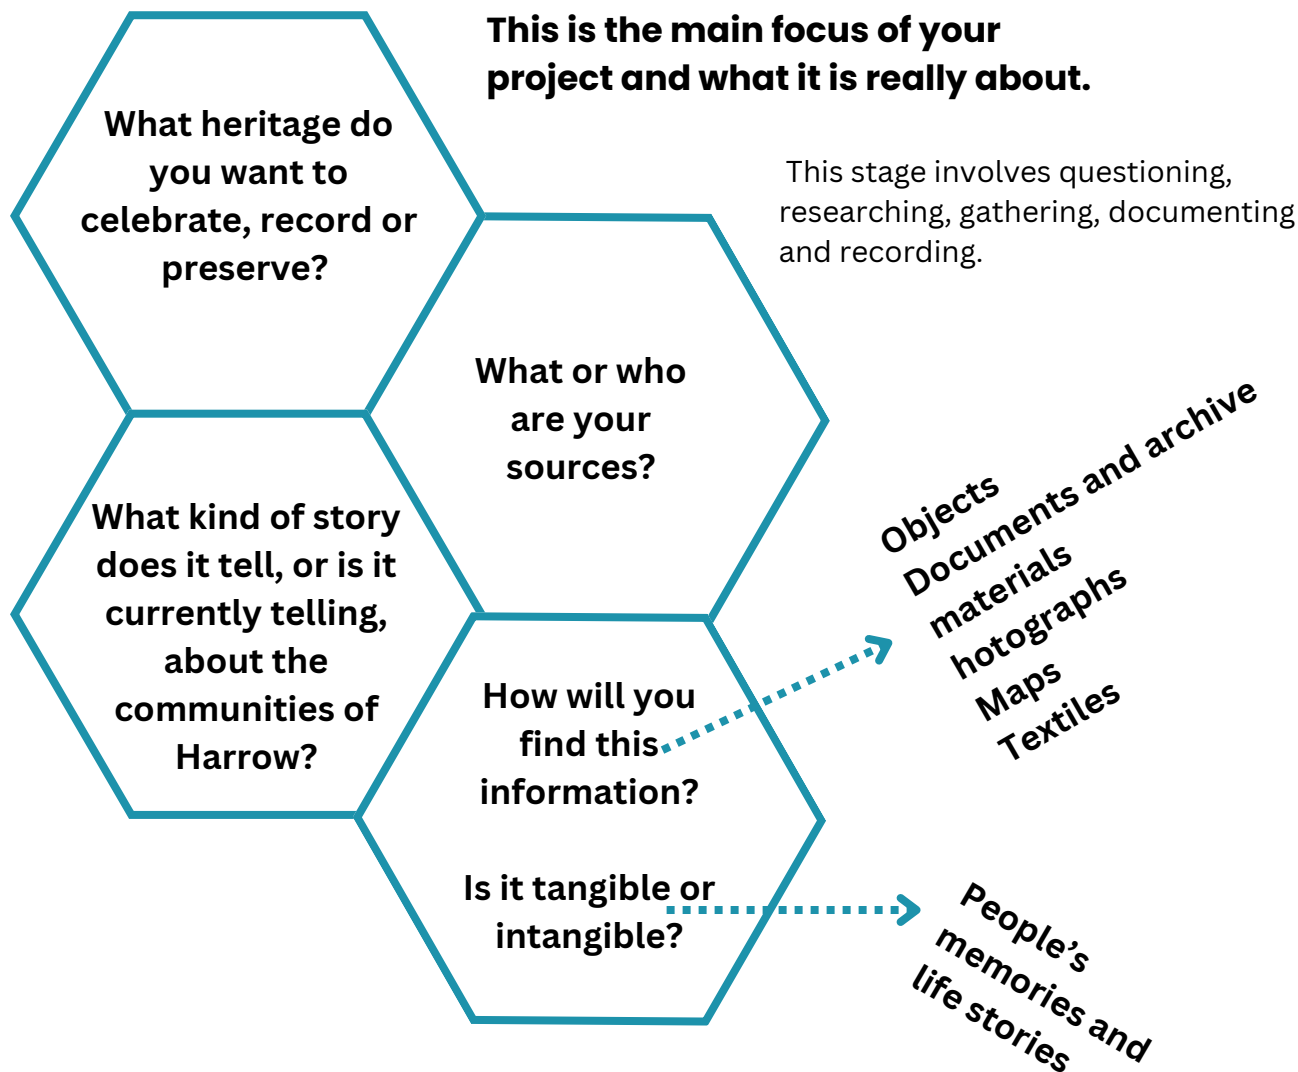 This is the main focus of your
project and what it is really about.
This stage involves questioning,
researching, gathering, documenting
and recording.
What heritage do
you want to
celebrate, record or
preserve?
What or who
are your
sources?
What kind of story
does it tell, or is it
currently telling,
about the
communities of
Harrow?
How will you
find this
information?
Is it tangible or
intangible?
Objects
Documents and archive
materials
hotographs
Maps
Textiles
People’s
memories and
life stories